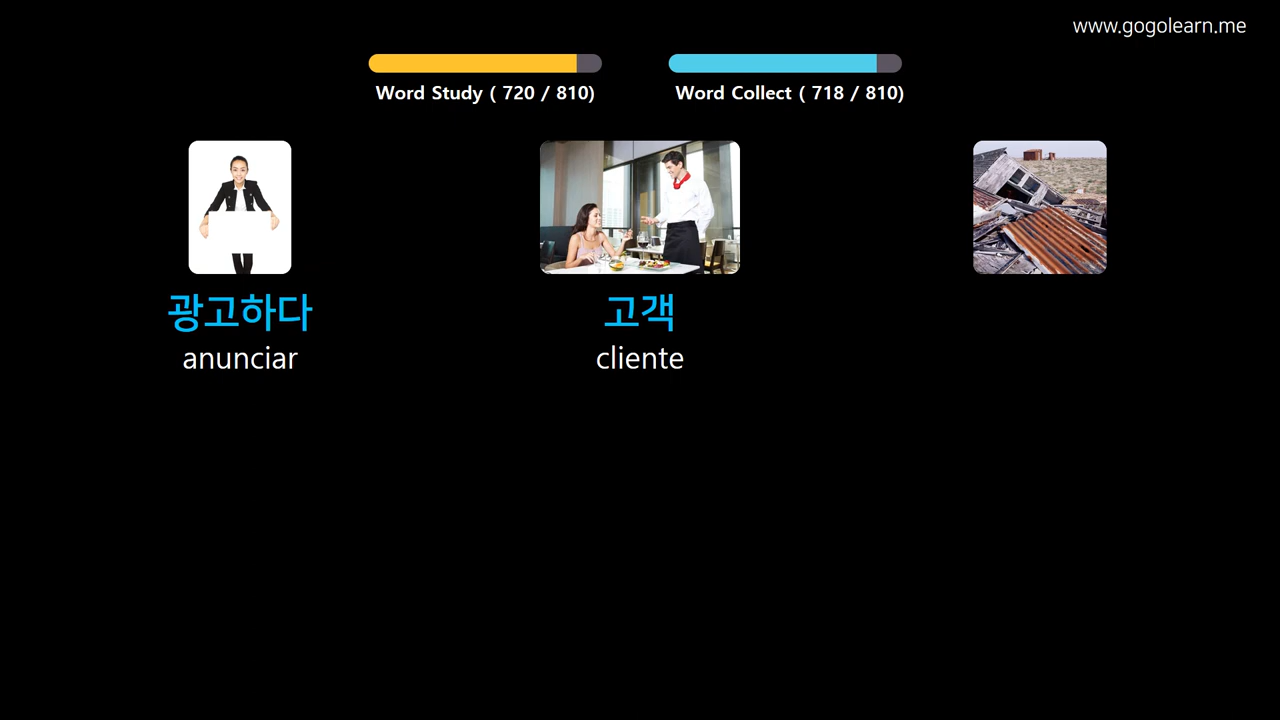 www.gogolearn.me
Word Study ( 720 / 810)
Word Collect ( 718 / 810)
광고하다
고객
anunciar
cliente